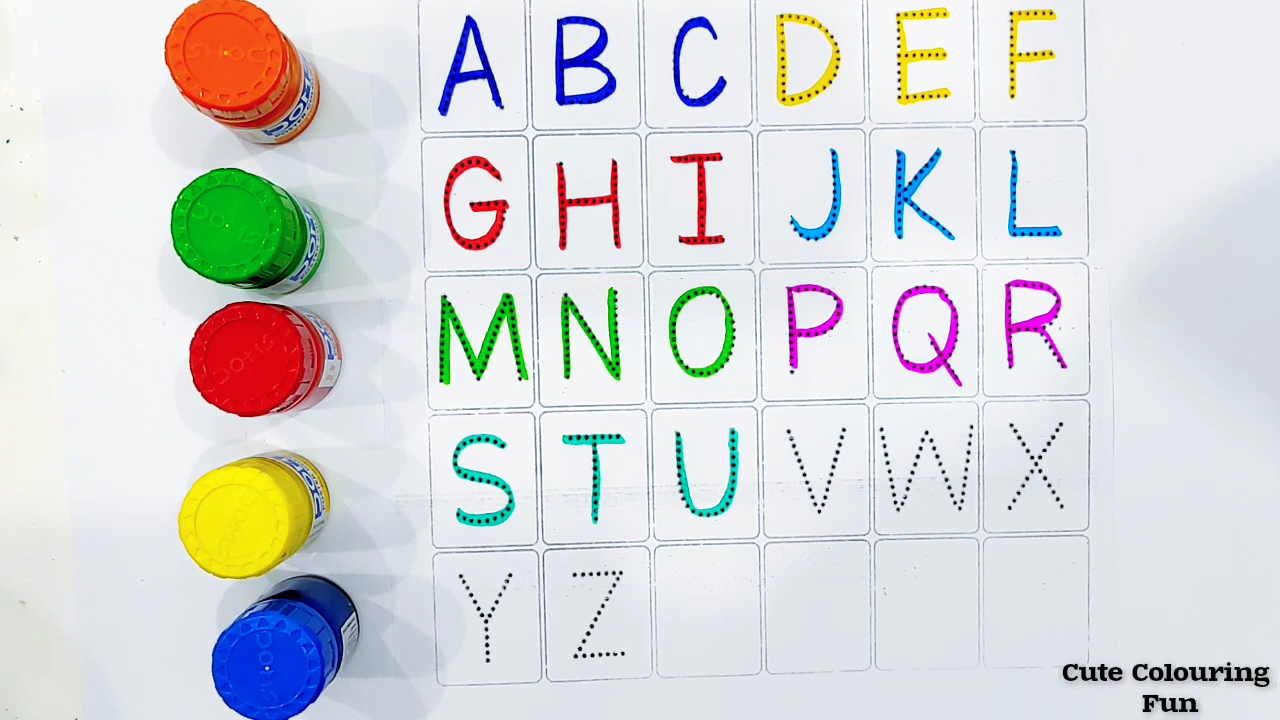 A B C D E F
G H I J K L
M N O P Q R
S T U V W X
Y Z
Cute Colouring
Fun